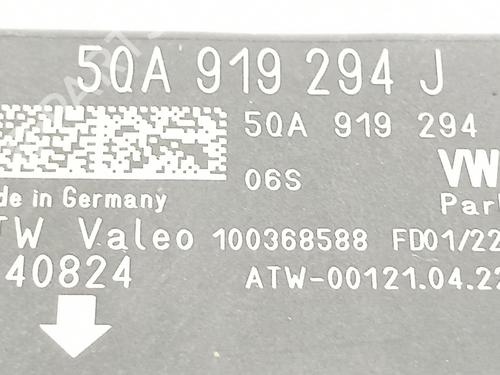 5QA 919 294 J
5QA 919 294
06S VW
Made in Germany Par
TW Valeo 100368588 FD01/22
40824 ATW-00121.04.22